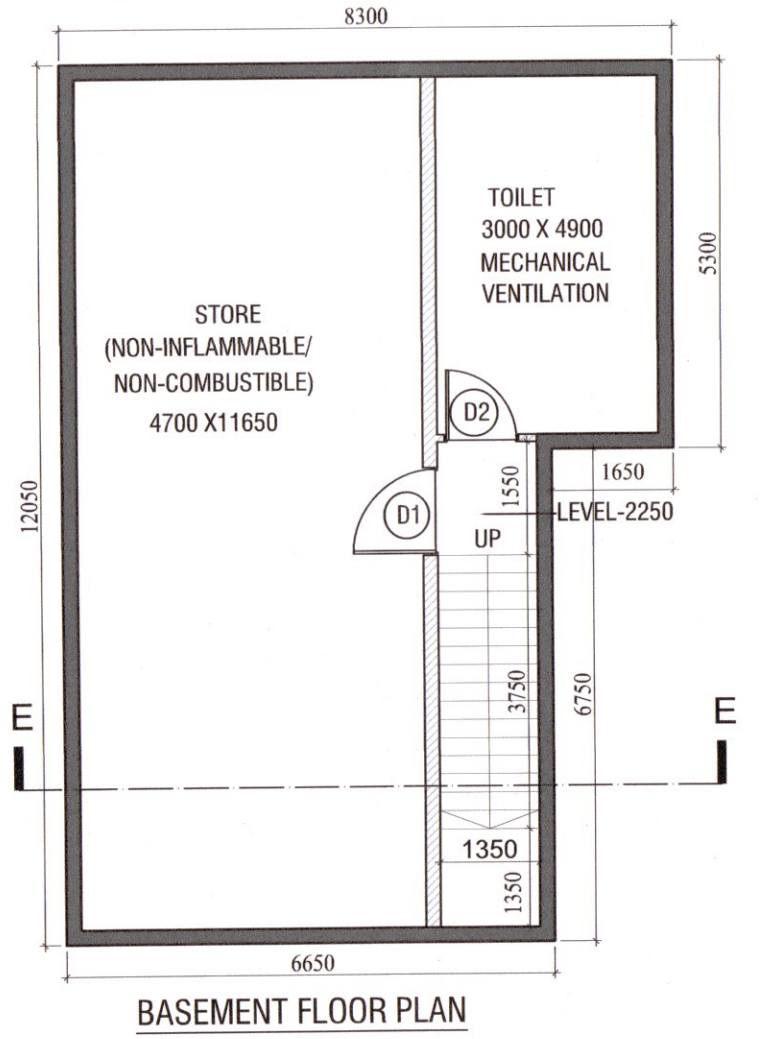 8300
TOILET
3000 X 4900
MECHANICAL
VENTILATION
5300
STORE
(NON-INFLAMMABLE/
NON-COMBUSTIBLE)
4700 X11650
12050
D2
1650
1550
D1
LEVEL-2250
UP
3750
6750
E
E
1350
1350
6650
BASEMENT FLOOR PLAN